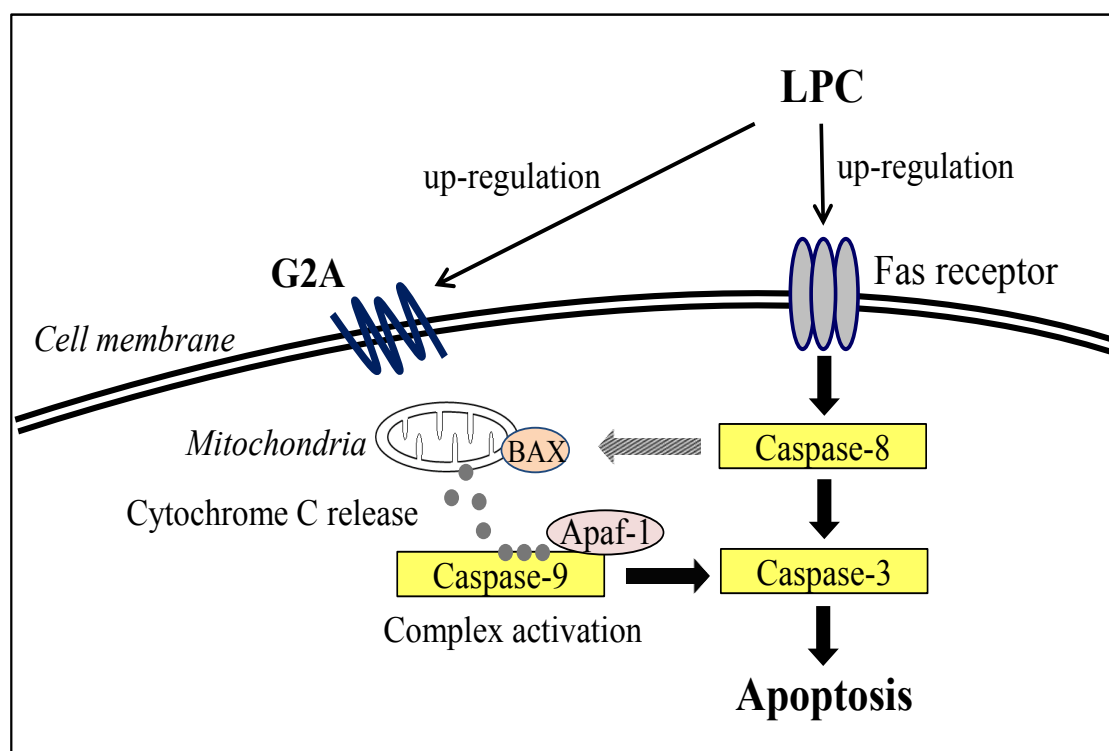 LPC
up-regulation
up-regulation
G2A
Fas receptor
Cell membrane
Mitochondria
BAX
Caspase-8
Cytochrome C release
Apaf-1
Caspase-9
Caspase-3
Complex activation
Apoptosis